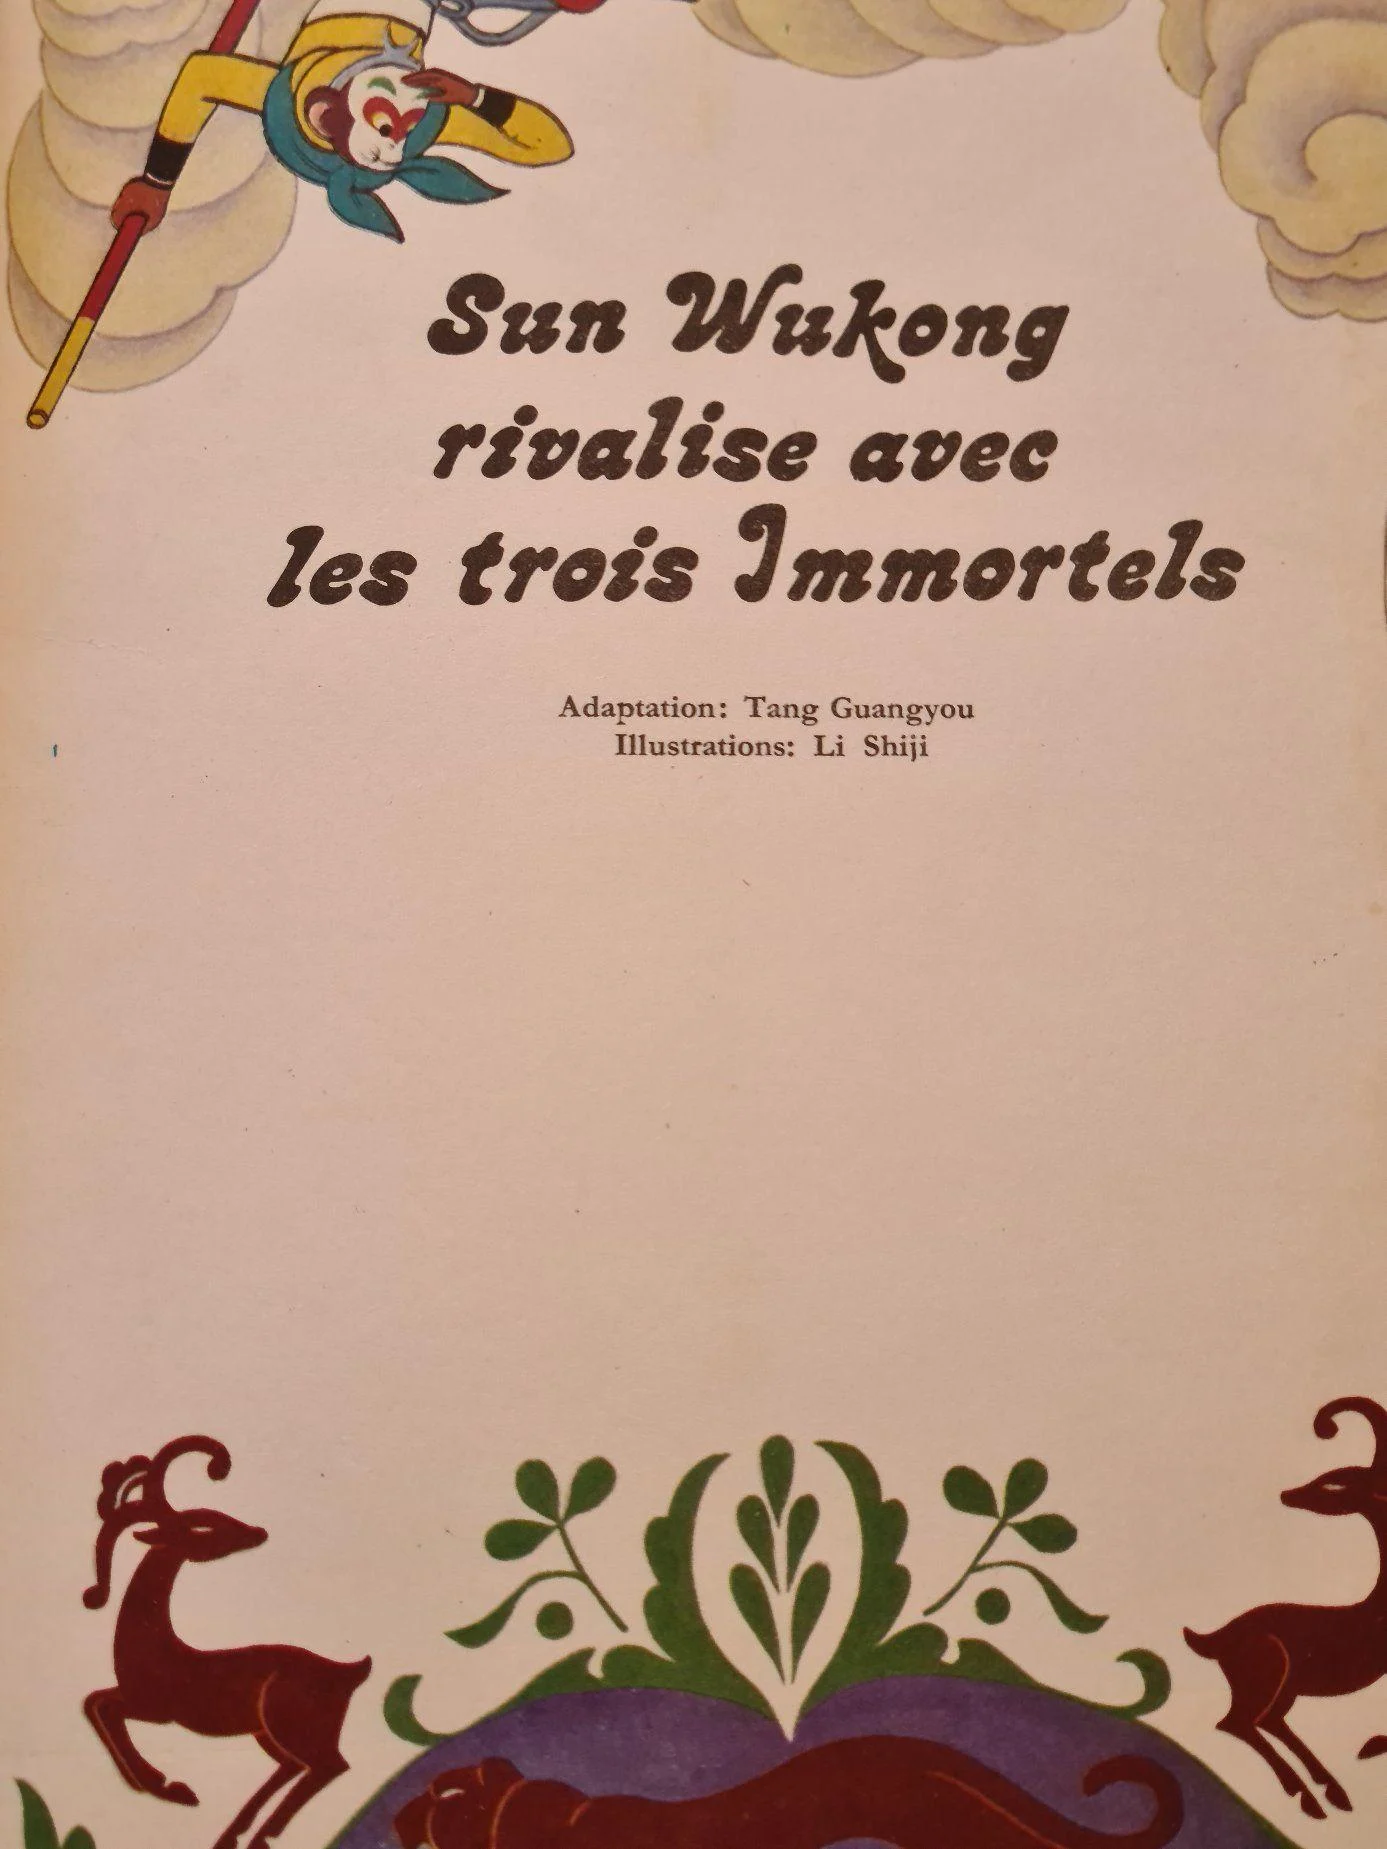 Sun Wukong
rivalise avec
les trois Immortels
Adaptation: Tang Guangyou
Illustrations: Li Shiji